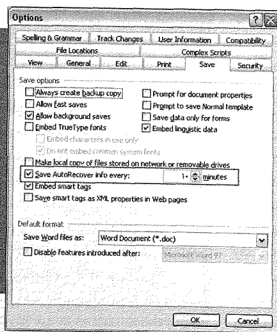 Options
Spelling & Grammar Track Changes User Information Compatibility
File Locations Complex Scripts
View General Edit Print Save Security
Save options
Always create backup copy
Allow fast saves
Allow background saves
Embed TrueType fonts
Embed characters in use only
Do not embed common system fonts
Prompt for document properties
Prompt to save Normal template
Save data only for forms
Embed linguistic data
Make local copy of files stored on network or removable drives
Save AutoRecover info every: minutes
Embed smart tags
Save smart tags as XML properties in Web pages
Default format
Save Word files as: Word Document (*.doc)
Disable features introduced after: Microsoft Word 97
OK Cancel